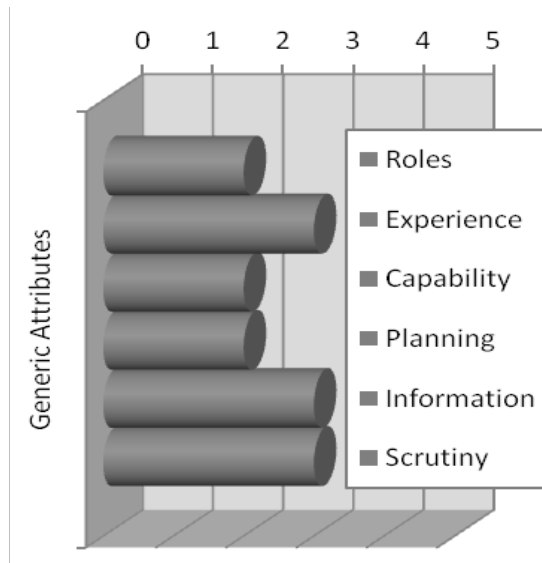 0 1 2 3 4 5
Generic Attributes
Roles
Experience
Capability
Planning
Information
Scrutiny